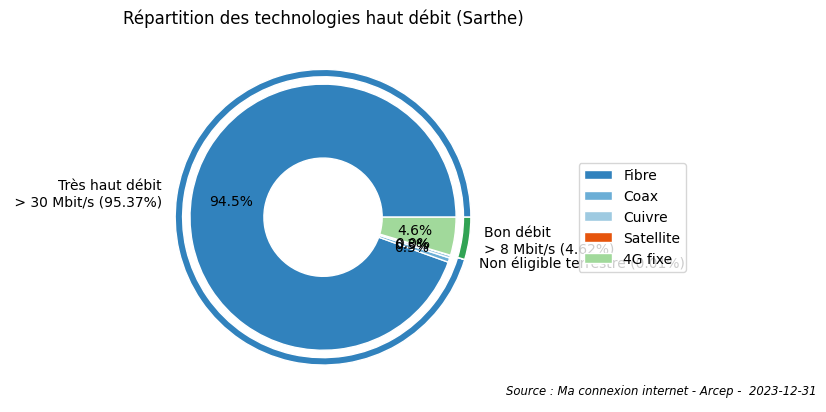 Répartition des technologies haut débit (Sarthe)
Très haut débit
> 30 Mbit/s (95.37%)
94.5%
4.6%
Bon débit
> 8 Mbit/s (4.62%)
Non éligible terrestre (0.01%)
Fibre
Coax
Cuivre
Satellite
4G fixe
Source : Ma connexion internet - Arcep -  2023-12-31